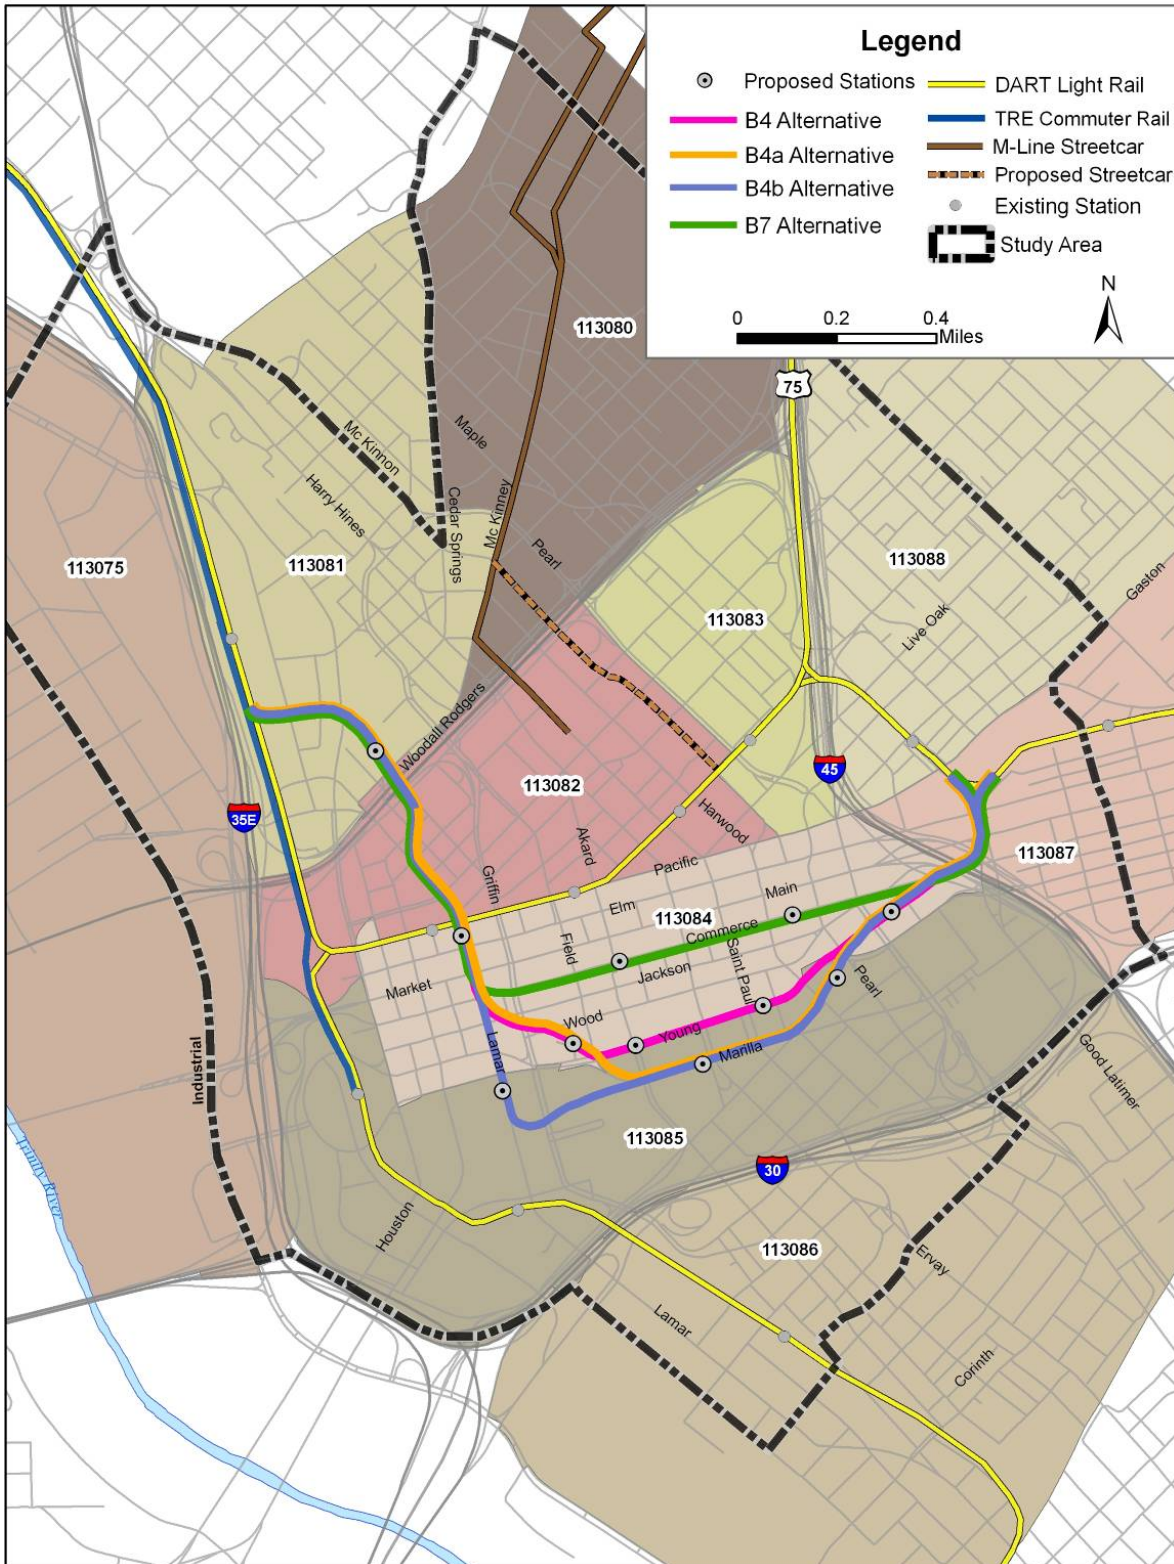 Legend
Proposed Stations
B4 Alternative
B4a Alternative
B4b Alternative
B7 Alternative
DART Light Rail
TRE Commuter Rail
M-Line Streetcar
Proposed Streetcar
Existing Station
Study Area
N
0 0.2 0.4
Miles
113080
75
Maple
Mc Kinnon
Harry Hines
Cedar Springs
Mc Kinney
Pearl
113075
113081
113088
Gaston
113083
Live Oak
Woodall Rodgers
113082
45
35E
Harwood
Akard
Griffin
Pacific
113087
Main
Elm
113084
Commerce
Field
Jackson
Saint Paul
Market
Pearl
Wood
Young
Lamar
Marilla
Industrial
Good Latimer
113085
30
Trinity River
Houston
113086
Ervay
Lamar
Corinth